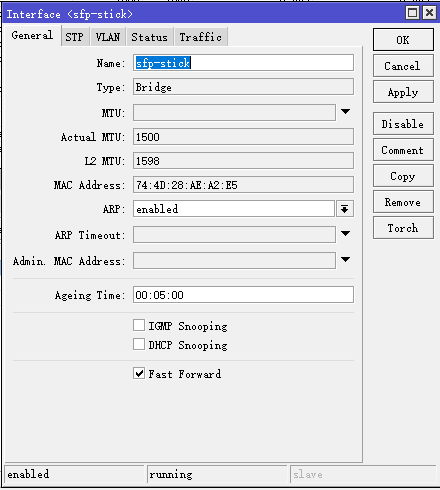 Interface <sfp-stick>
General STP VLAN Status Traffic
Name: sfp-stick
Type: Bridge
MTU:
Actual MTU: 1500
L2 MTU: 1598
MAC Address: 74:4D:28:AE:A2:E5
ARP: enabled
ARP Timeout:
Admin. MAC Address:
Ageing Time: 00:05:00
IGMP Snooping
DHCP Snooping
Fast Forward
OK
Cancel
Apply
Disable
Comment
Copy
Remove
Torch
enabled running slave